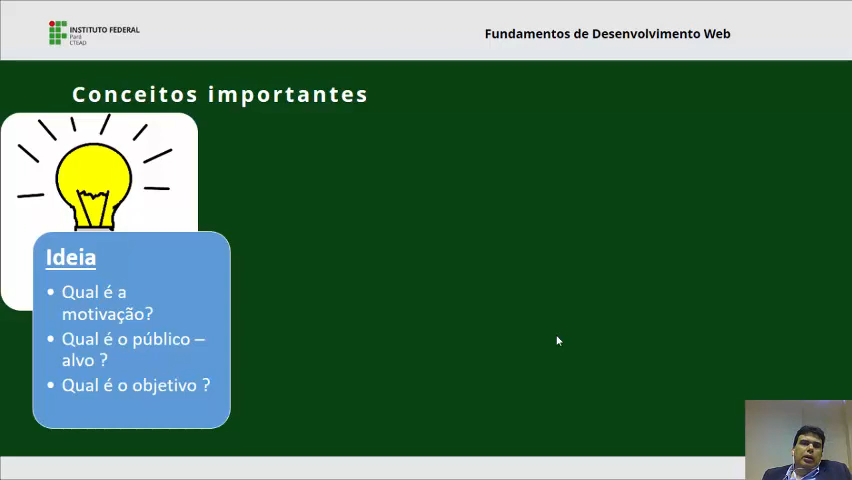 INSTITUTO FEDERAL
Pará
CTEAD
Fundamentos de Desenvolvimento Web
Conceitos importantes
Ideia
• Qual é a
motivação?
• Qual é o público –
alvo ?
• Qual é o objetivo ?